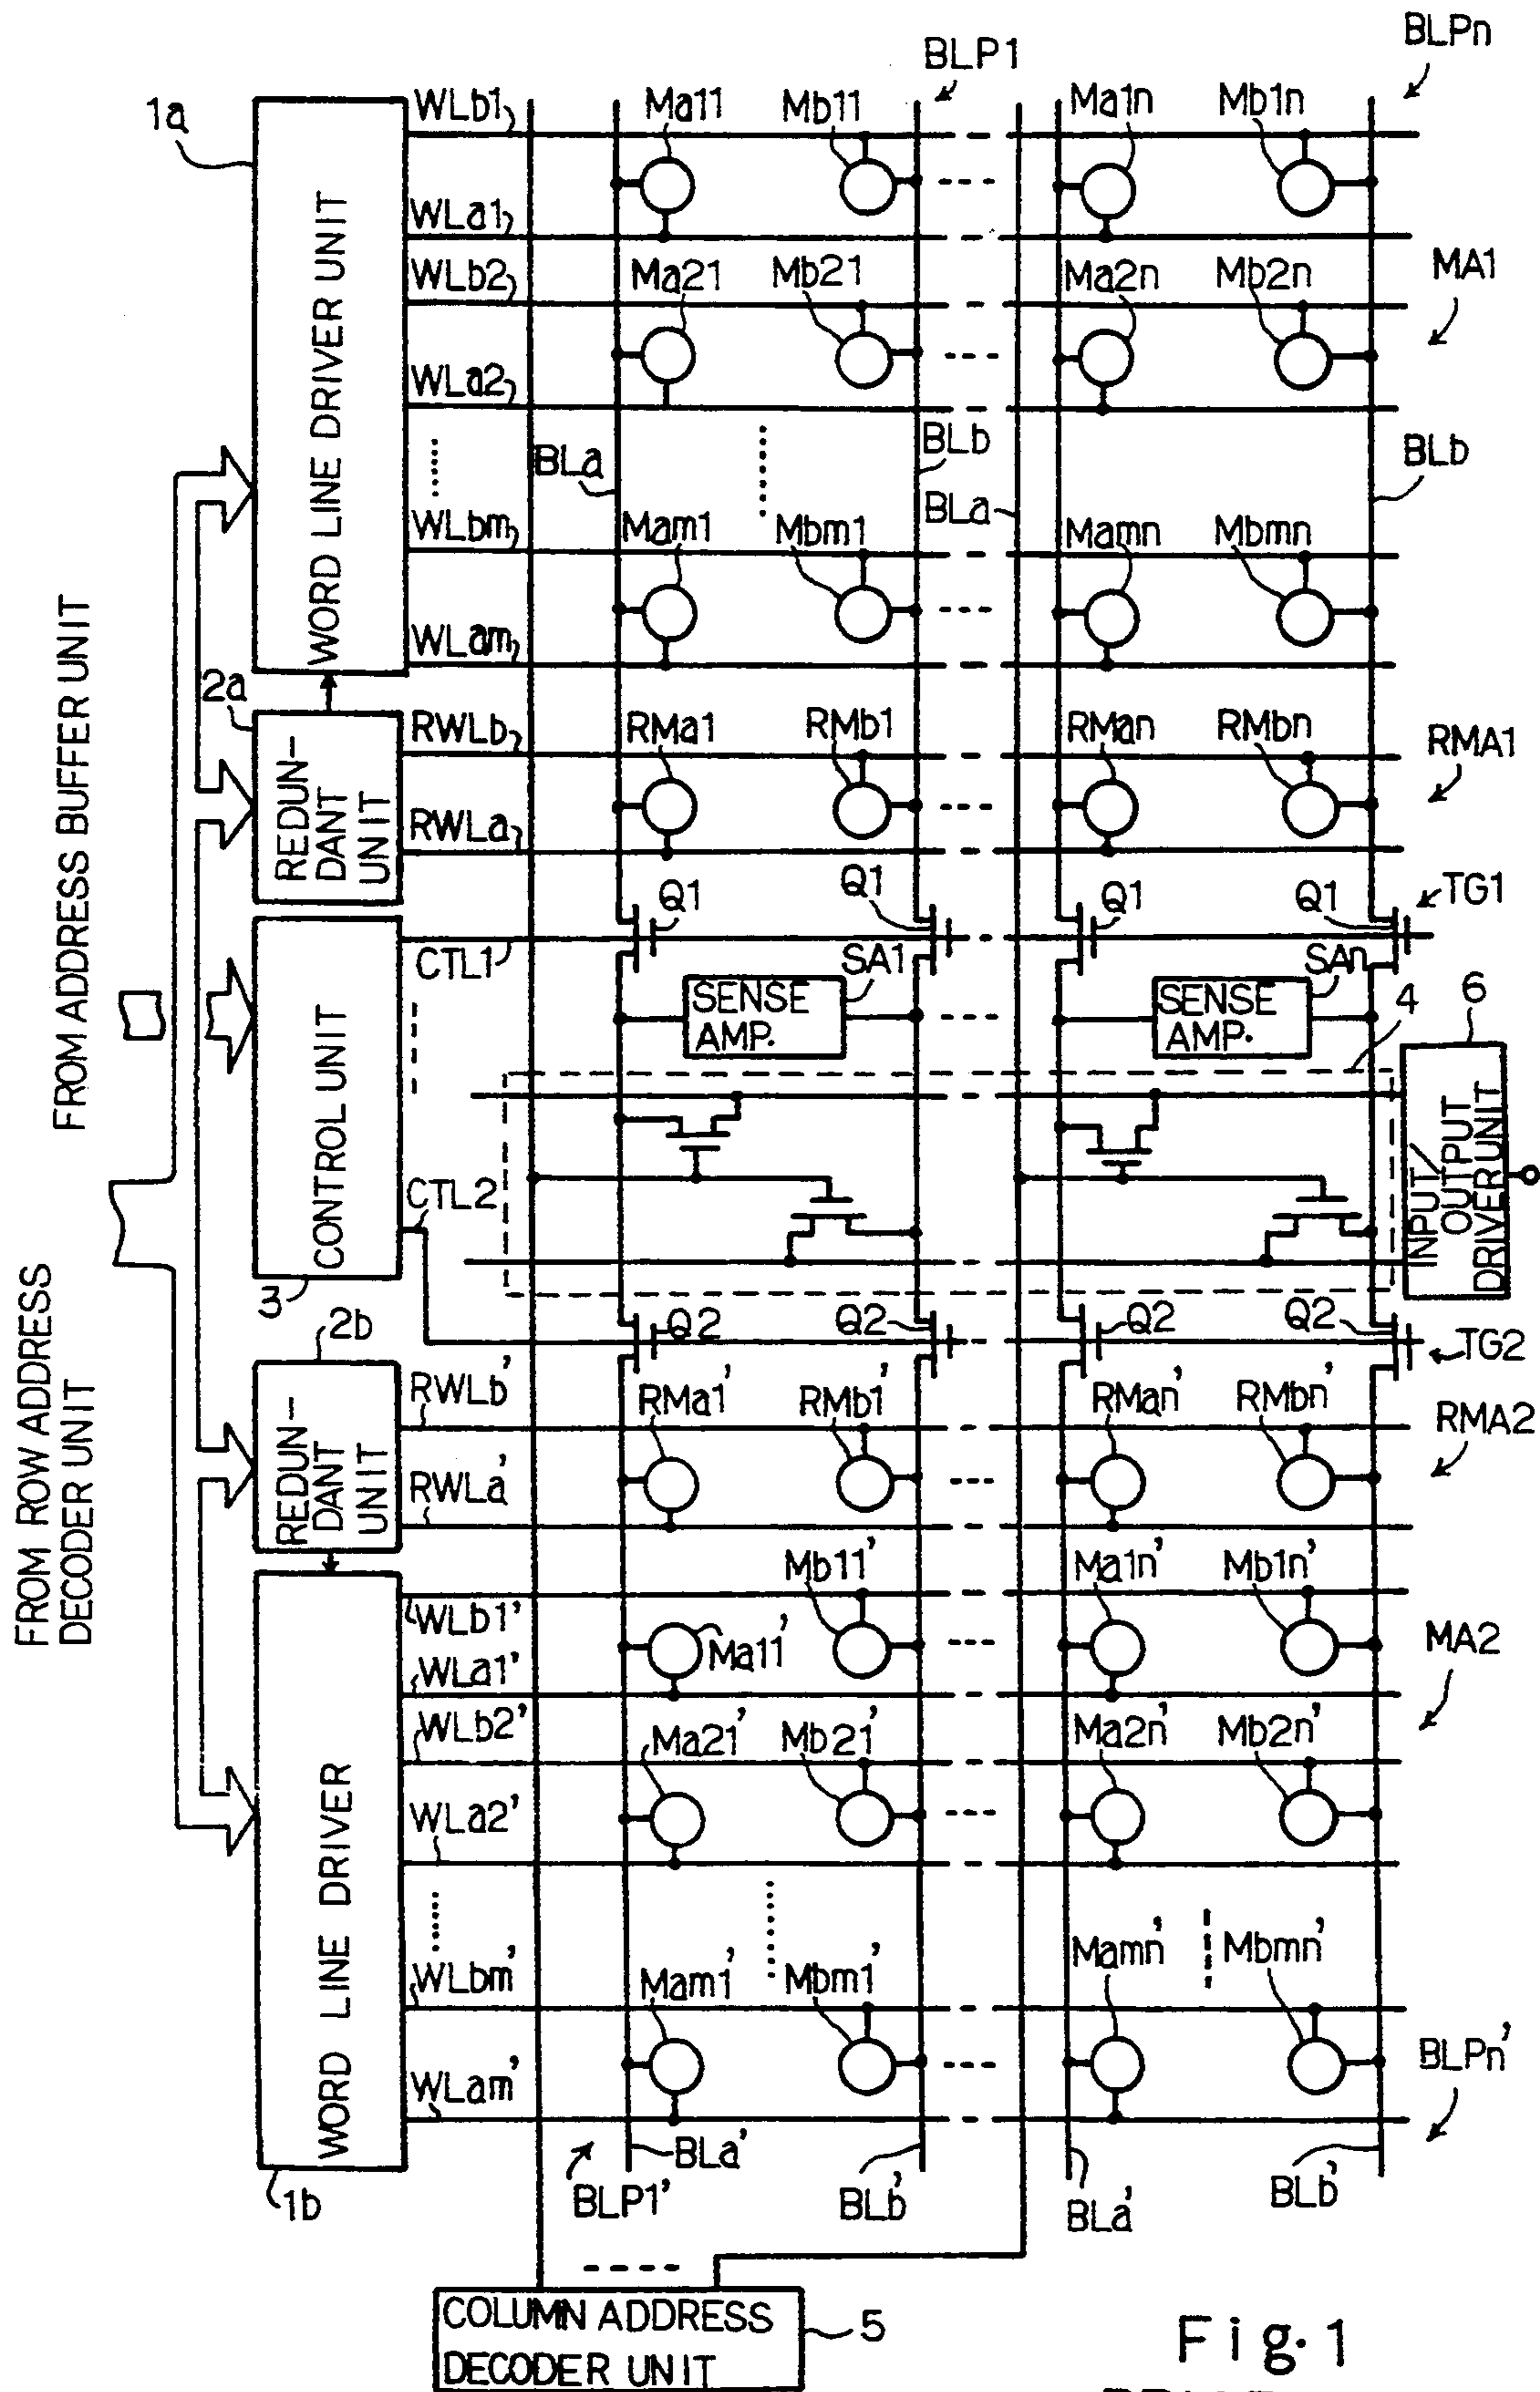 BLPn
BLP1
1a
WLb1
Ma11
Mb11
Ma1n
Mb1n
WORD LINE DRIVER UNIT
WLa1
WLb2
Ma21
Mb21
Ma2n
Mb2n
MA1
WLa2
BLa
BLb
BLa
BLb
WLbm
Mam1
Mbm1
Mamn
Mbmn
WLam
FROM ADDRESS BUFFER UNIT
2a
REDUN-
DANT
UNIT
RWLb
RMa1
RMb1
RMan
RMbn
RMA1
RWLa
Q1
Q1
Q1
Q1
TG1
CTL1
SA1
SAn
SENSE
AMP.
SENSE
AMP.
4
6
CONTROL UNIT
INPUT/
OUTPUT
DRIVER UNIT
CTL2
3
FROM ROW ADDRESS
DECODER UNIT
2b
Q2
Q2
Q2
Q2
TG2
REDUN-
DANT
UNIT
RWLb'
RMa1'
RMb1'
RMan'
RMbn'
RMA2
RWLa'
Mb11'
Ma1n'
Mb1n'
WLb1'
Ma11'
MA2
WLa1'
WLb2'
Ma21'
Mb21'
Ma2n'
Mb2n'
WORD LINE DRIVER
WLa2'
WLbm'
Mam1'
Mbm1'
Mamn'
Mbmn'
BLPn'
WLam'
1b
BLP1'
BLa'
BLb'
BLa'
BLb'
COLUMN ADDRESS
DECODER UNIT
5
Fig. 1